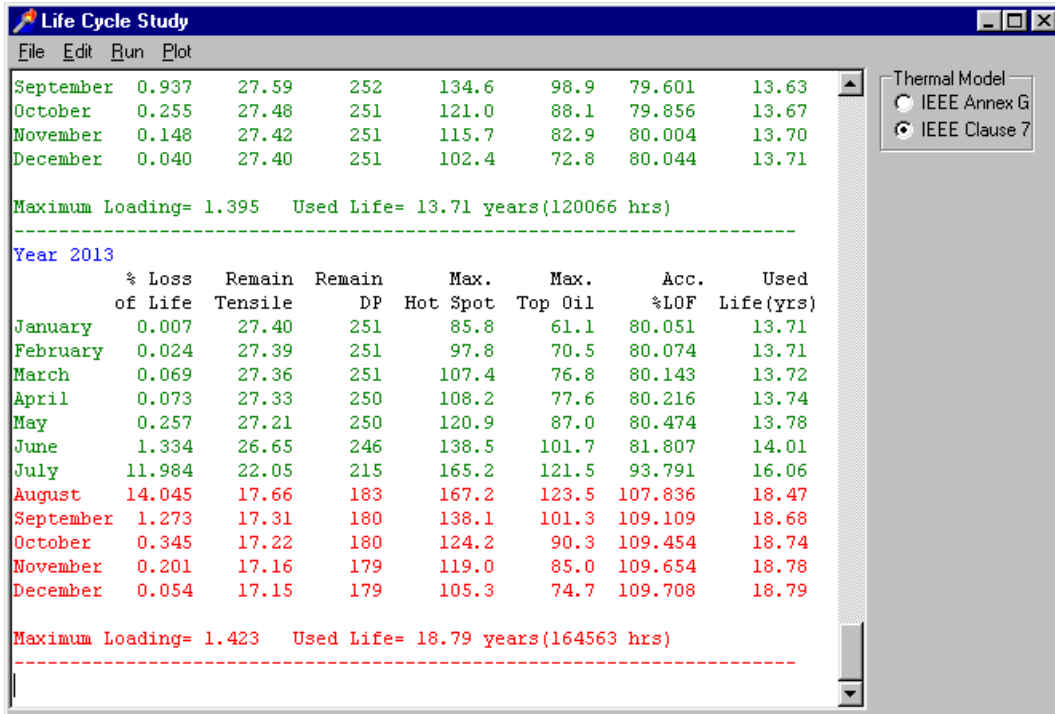 Life Cycle Study
File Edit Run Plot
September 0.937 27.59 252 134.6 98.9 79.601 13.63
October 0.255 27.48 251 121.0 88.1 79.856 13.67
November 0.148 27.42 251 115.7 82.9 80.004 13.70
December 0.040 27.40 251 102.4 72.8 80.044 13.71
Maximum Loading= 1.395 Used Life= 13.71 years(120066 hrs)
--------------------------------------------------------------------
Year 2013
% Loss Remain Remain Max. Max. Acc. Used
of Life Tensile DP Hot Spot Top Oil %LOF Life(yrs)
January 0.007 27.40 251 85.8 61.1 80.051 13.71
February 0.024 27.39 251 97.8 70.5 80.074 13.71
March 0.069 27.36 251 107.4 76.8 80.143 13.72
April 0.073 27.33 250 108.2 77.6 80.216 13.74
May 0.257 27.21 250 120.9 87.0 80.474 13.78
June 1.334 26.65 246 138.5 101.7 81.807 14.01
July 11.984 22.05 215 165.2 121.5 93.791 16.06
August 14.045 17.66 183 167.2 123.5 107.836 18.47
September 1.273 17.31 180 138.1 101.3 109.109 18.68
October 0.345 17.22 180 124.2 90.3 109.454 18.74
November 0.201 17.16 179 119.0 85.0 109.654 18.78
December 0.054 17.15 179 105.3 74.7 109.708 18.79
Maximum Loading= 1.423 Used Life= 18.79 years(164563 hrs)
--------------------------------------------------------------------
Thermal Model
IEEE Annex G
IEEE Clause 7